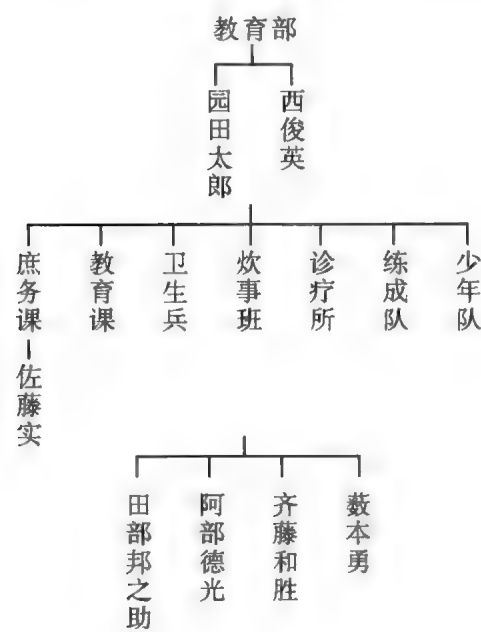 教育部
园田太郎
西俊英
庶务课
佐藤实
教育课
卫生兵
炊事班
诊疗所
练成队
少年队
田部邦之助
阿部德光
齐藤和胜
薮本勇